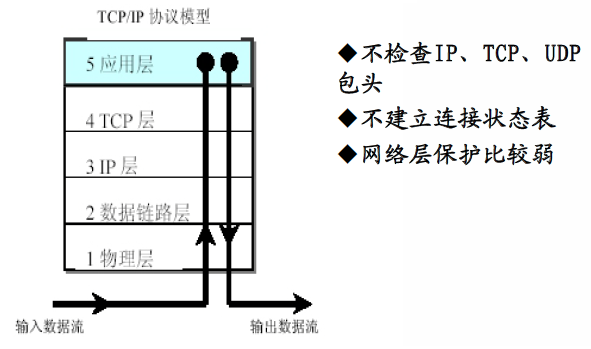 TCP/IP 协议模型
5 应用层
4 TCP 层
3 IP 层
2 数据链路层
1 物理层
输入数据流
输出数据流
◆不检查IP、TCP、UDP
包头
◆不建立连接状态表
◆网络层保护比较弱